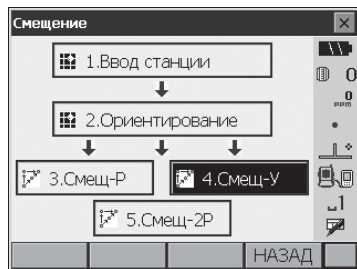 Смещение
1.Ввод станции
0
0
ppm
2.Ориентирование
3.Смещ-Р
4.Смещ-У
5.Смещ-2Р
1
НАЗАД